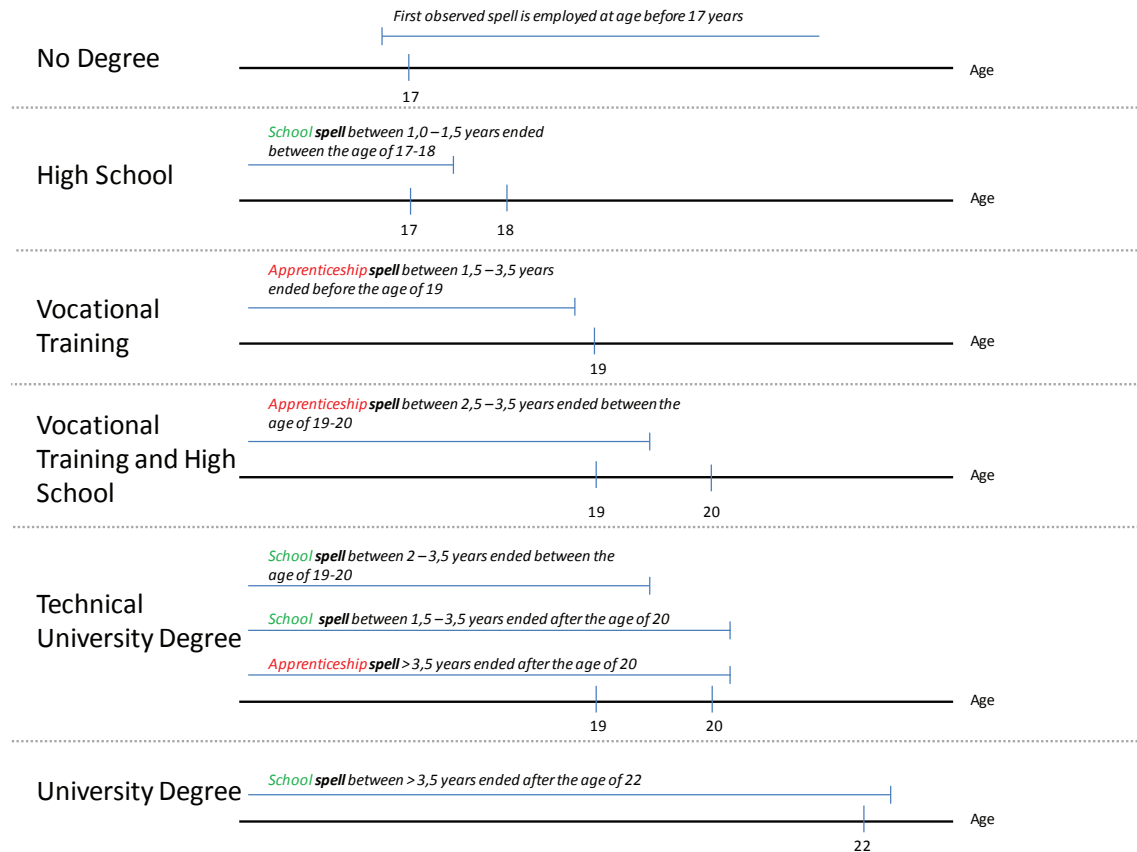 First observed spell is employed at age before 17 years
No Degree
Age
17
School spell between 1,0 – 1,5 years ended
between the age of 17-18
High School
Age
17
18
Apprenticeship spell between 1,5 – 3,5 years
ended before the age of 19
Vocational
Training
Age
19
Apprenticeship spell between 2,5 – 3,5 years ended between the
age of 19-20
Vocational
Training and High
School
Age
19
20
School spell between 2 – 3,5 years ended between the
age of 19-20
Technical
University Degree
School spell between 1,5 – 3,5 years ended after the age of 20
Apprenticeship spell > 3,5 years ended after the age of 20
Age
19
20
University Degree
School spell between > 3,5 years ended after the age of 22
Age
22